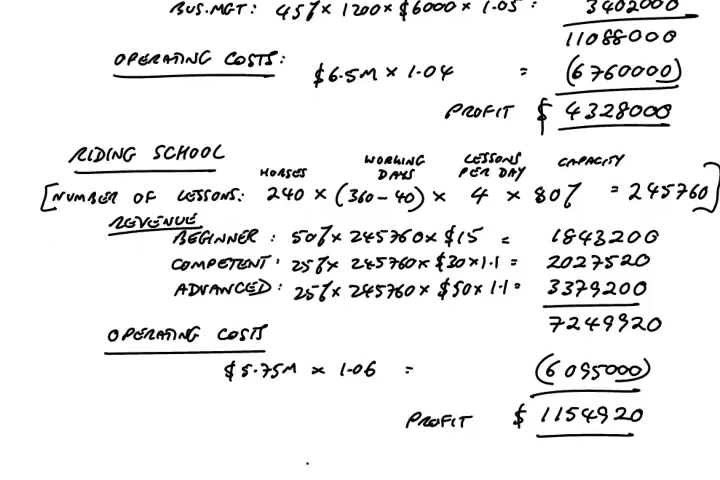 BUS.MGT: 45% x 1200 x $6000 x 1.05 = 3402000
11088000
OPERATING COSTS:
$6.5M x 1.04 = (6760000)
PROFIT $ 4328000
RIDING SCHOOL
HORSES WORKING DAYS LESSONS PER DAY CAPACITY
[NUMBER OF LESSONS: 240 x (360-40) x 4 x 80% = 245760]
REVENUE
BEGINNER: 50% x 245760 x $15 = 1843200
COMPETENT: 25% x 245760 x $30 x 1.1 = 2027520
ADVANCED: 25% x 245760 x $50 x 1.1 = 3379200
7249920
OPERATING COSTS
$5.75M x 1.06 = (6095000)
PROFIT $ 1154920